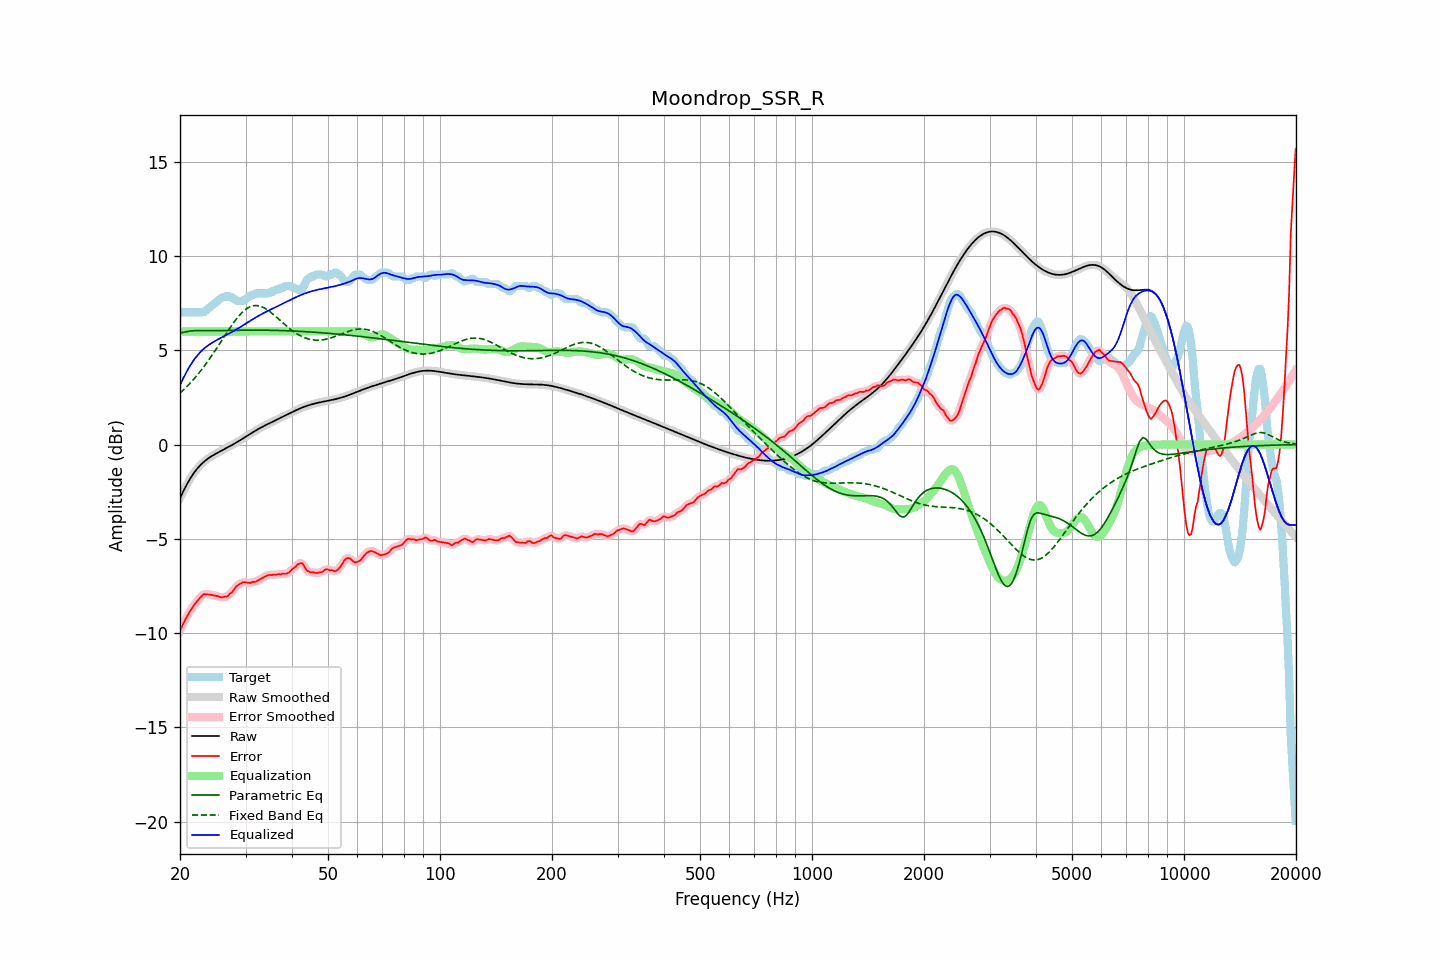 Moondrop_SSR_R
Amplitude (dBr)
15
10
5
0
−5
−10
−15
−20
Target
Raw Smoothed
Error Smoothed
Raw
Error
Equalization
Parametric Eq
Fixed Band Eq
Equalized
20 50 100 200 500 1000 2000 5000 10000 20000
Frequency (Hz)